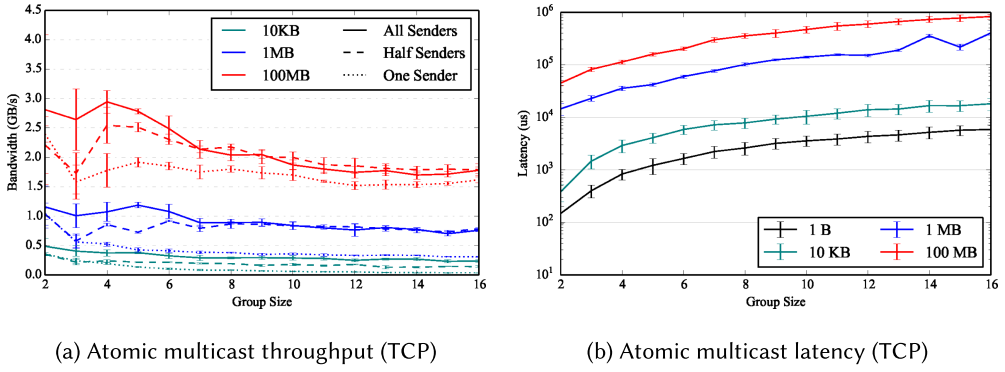 4.5
4.0
3.5
3.0
2.5
2.0
1.5
1.0
0.5
0.0
Bandwidth (GB/s)
10KB
1MB
100MB
All Senders
Half Senders
One Sender
2 4 6 8 10 12 14 16
Group Size
(a) Atomic multicast throughput (TCP)
10^6
10^5
10^4
10^3
10^2
10^1
Latency (us)
1 B
10 KB
1 MB
100 MB
2 4 6 8 10 12 14 16
Group Size
(b) Atomic multicast latency (TCP)